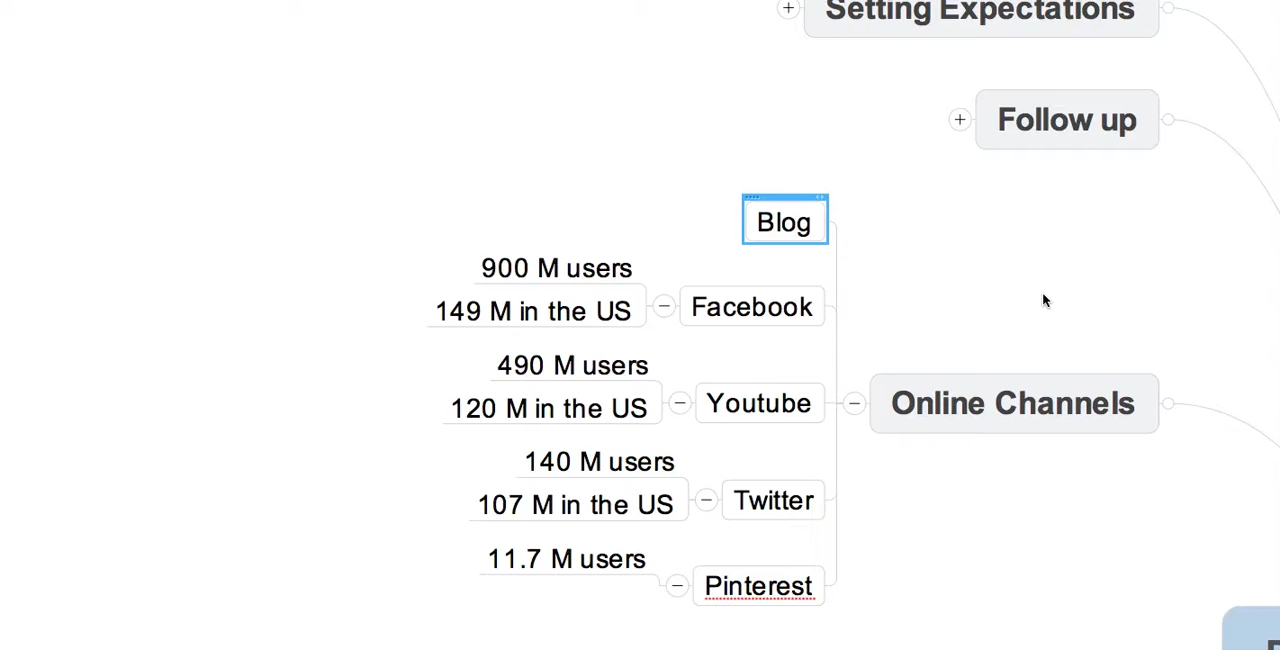 Setting Expectations
Follow up
Blog
900 M users
149 M in the US
Facebook
490 M users
120 M in the US
Youtube
Online Channels
140 M users
107 M in the US
Twitter
11.7 M users
Pinterest